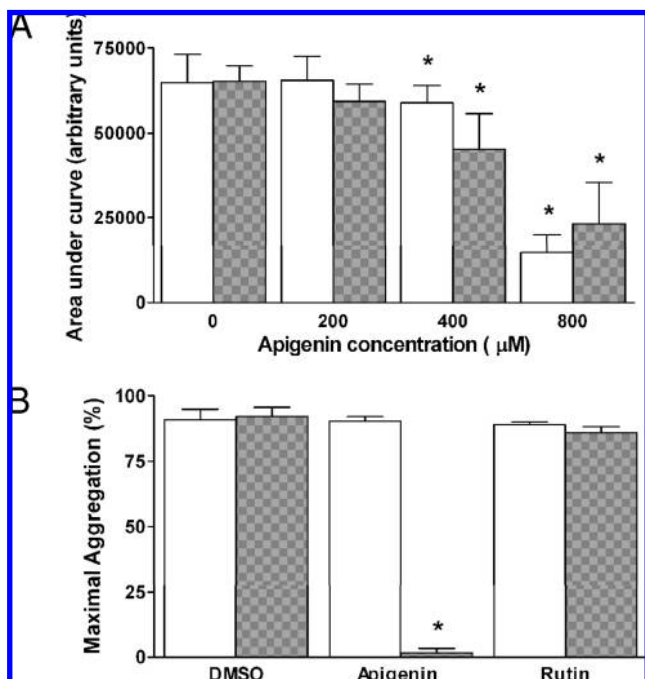 A
Area under curve (arbitrary units)
75000
50000
25000
0
* * * *
0 200 400 800
Apigenin concentration ( μM)
B
Maximal Aggregation (%)
100
75
50
25
0
*
DMSO Apigenin Rutin